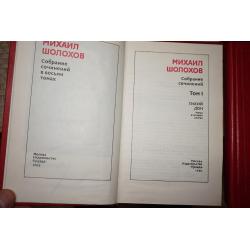 МИХАИЛ
ШОЛОХОВ
Собрание
сочинений
в восьми
томах
Москва
Издательство
Правда
МИХАИЛ
ШОЛОХОВ
Собрание
сочинений
Том 1
ТИХИЙ
ДОН
Москва
Издательство
Правда